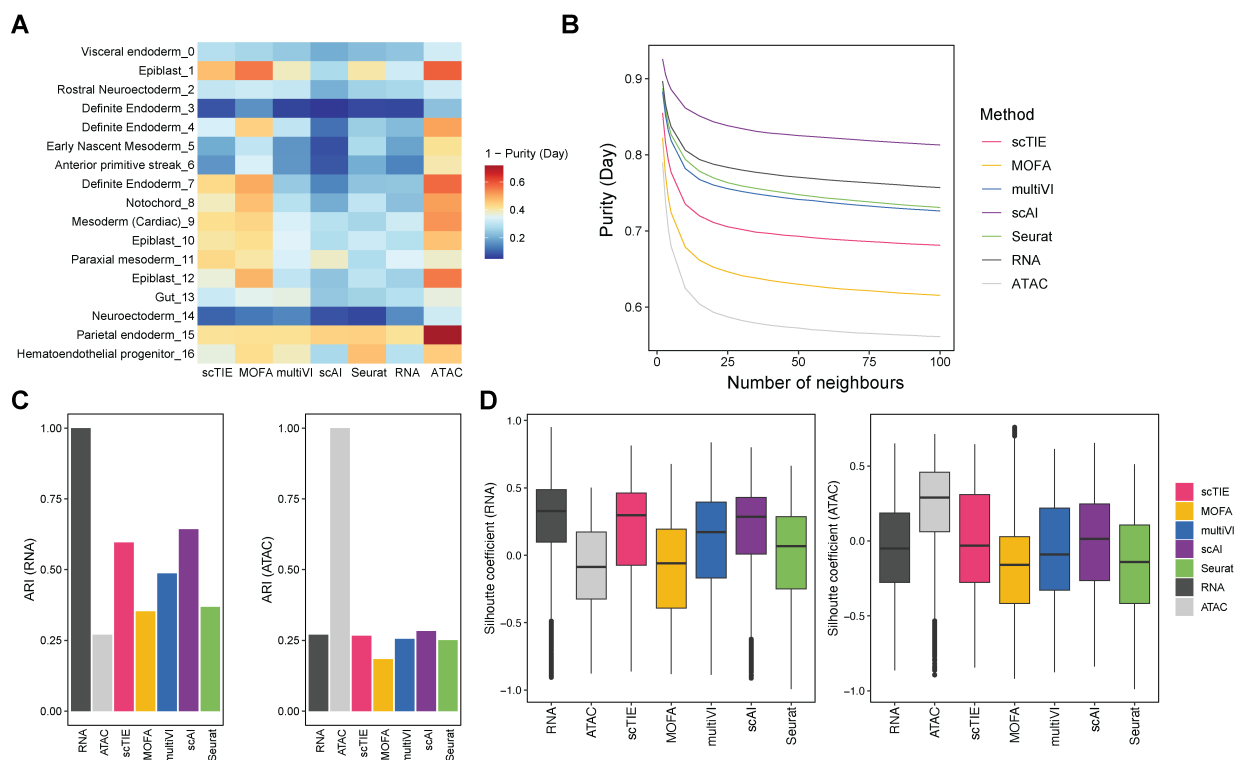 A
Visceral endoderm_0
Epiblast_1
Rostral Neuroectoderm_2
Definite Endoderm_3
Definite Endoderm_4
Early Nascent Mesoderm_5
Anterior primitive streak_6
Definite Endoderm_7
Notochord_8
Mesoderm (Cardiac)_9
Epiblast_10
Paraxial mesoderm_11
Epiblast_12
Gut_13
Neuroectoderm_14
Parietal endoderm_15
Hematoendothelial progenitor_16
scTIE MOFA multiVI scAI Seurat RNA ATAC
1 − Purity (Day)
0.6
0.4
0.2
B
Purity (Day)
0.9
0.8
0.7
0.6
0 25 50 75 100
Number of neighbours
Method
scTIE
MOFA
multiVI
scAI
Seurat
RNA
ATAC
C
ARI (RNA)
1.00
0.75
0.50
0.25
0.00
RNA ATAC scTIE MOFA multiVI scAI Seurat
ARI (ATAC)
1.00
0.75
0.50
0.25
0.00
RNA ATAC scTIE MOFA multiVI scAI Seurat
D
Silhoutte coefficient (RNA)
1.0
0.5
0.0
−0.5
−1.0
RNA ATAC scTIE MOFA multiVI scAI Seurat
Silhoutte coefficient (ATAC)
0.5
0.0
−0.5
−1.0
RNA ATAC scTIE MOFA multiVI scAI Seurat
scTIE
MOFA
multiVI
scAI
Seurat
RNA
ATAC